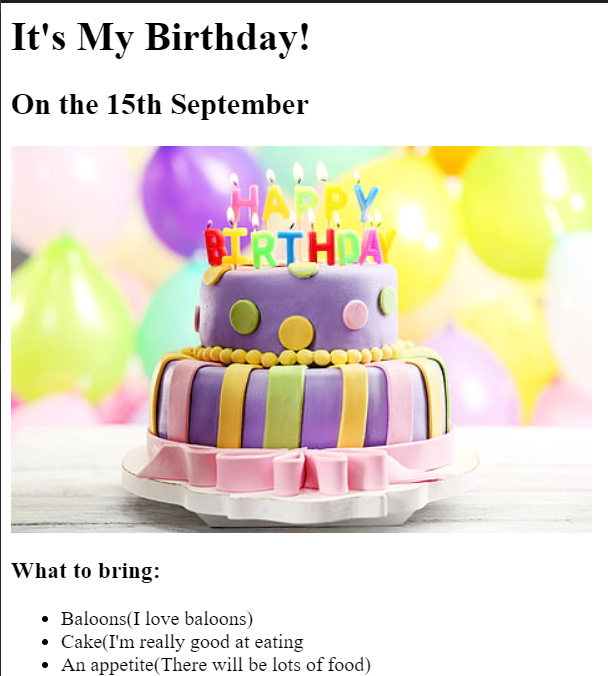 It's My Birthday!
On the 15th September
HAPPY
BIRTHDAY
What to bring:
Baloons(I love baloons)
Cake(I'm really good at eating
An appetite(There will be lots of food)